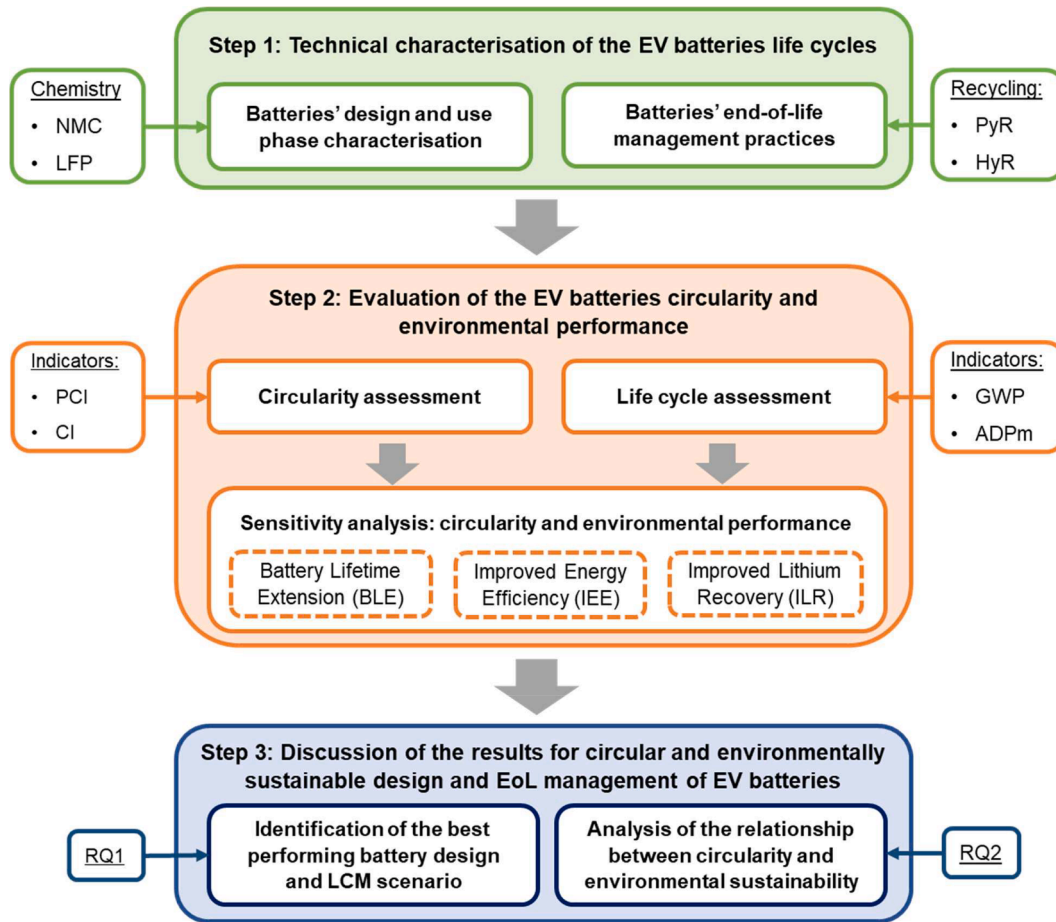 Step 1: Technical characterisation of the EV batteries life cycles
Chemistry
• NMC
• LFP
Batteries' design and use
phase characterisation
Batteries' end-of-life
management practices
Recycling:
• PyR
• HyR
Step 2: Evaluation of the EV batteries circularity and
environmental performance
Indicators:
• PCI
• CI
Circularity assessment
Life cycle assessment
Indicators:
• GWP
• ADPm
Sensitivity analysis: circularity and environmental performance
Battery Lifetime
Extension (BLE)
Improved Energy
Efficiency (IEE)
Improved Lithium
Recovery (ILR)
Step 3: Discussion of the results for circular and environmentally
sustainable design and EoL management of EV batteries
RQ1
Identification of the best
performing battery design
and LCM scenario
Analysis of the relationship
between circularity and
environmental sustainability
RQ2